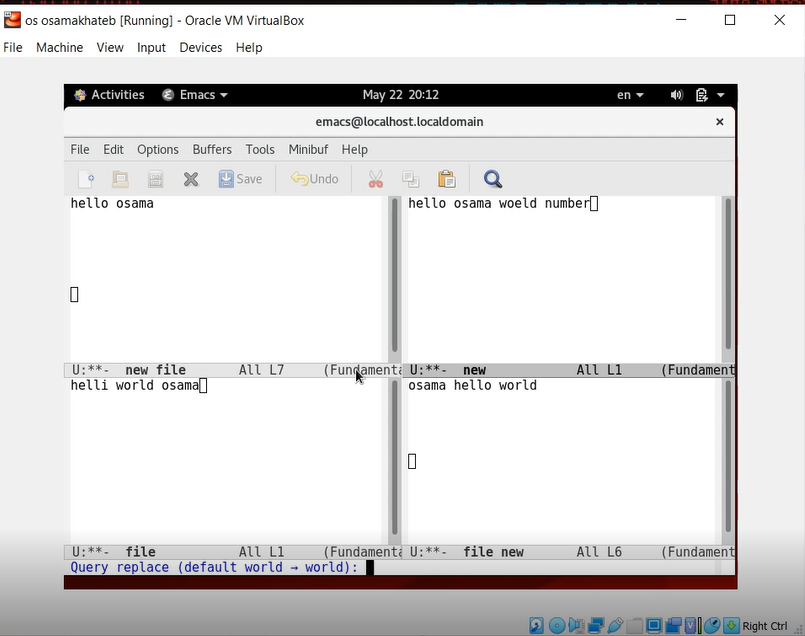 os osamakhateb [Running] - Oracle VM VirtualBox
File Machine View Input Devices Help
Activities Emacs May 22 20:12 en
emacs@localhost.localdomain
File Edit Options Buffers Tools Minibuf Help
Save Undo
hello osama
hello osama woeld number
U:**- new file All L7 (Fundamenta
U:**- new All L1 (Fundament
helli world osama
osama hello world
U:**- file All L1 (Fundamenta
U:**- file new All L6 (Fundament
Query replace (default world → world):
Right Ctrl